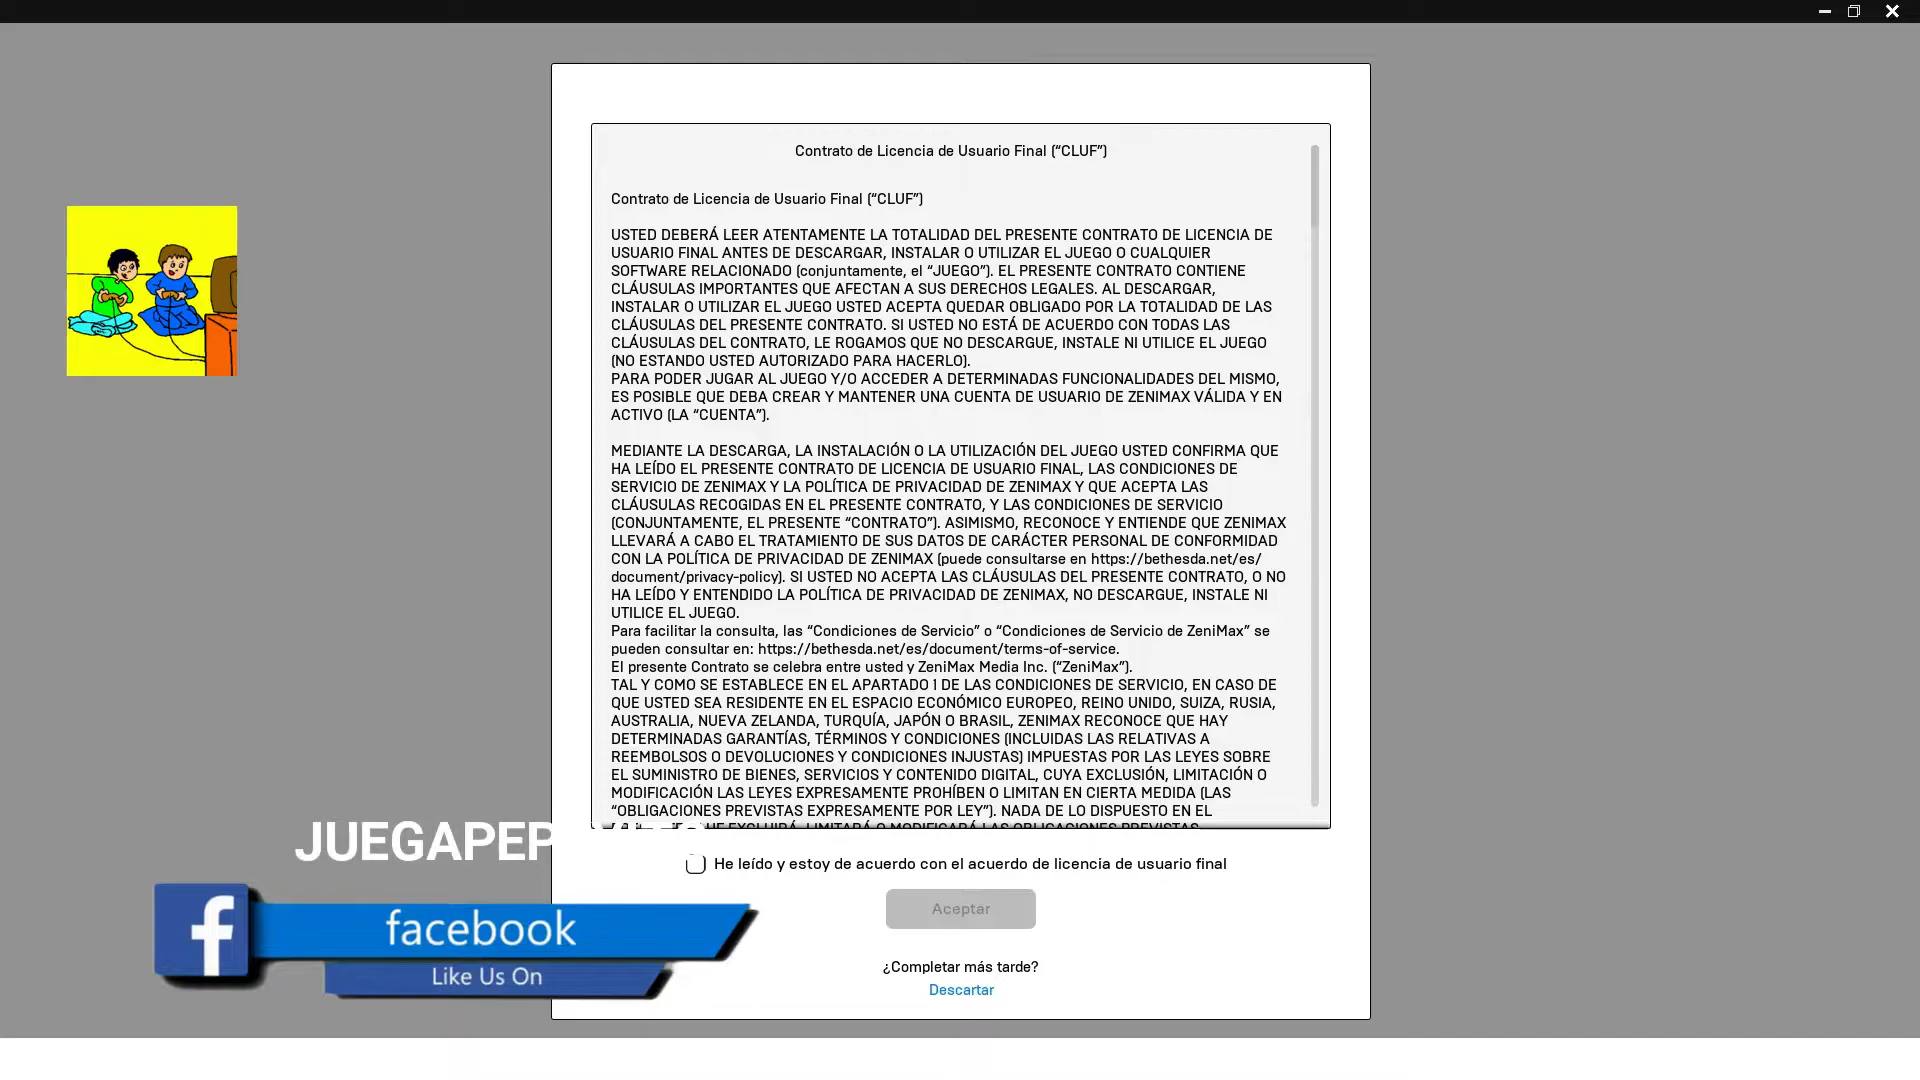 Contrato de Licencia de Usuario Final (“CLUF”)
Contrato de Licencia de Usuario Final (“CLUF”)
USTED DEBERÁ LEER ATENTAMENTE LA TOTALIDAD DEL PRESENTE CONTRATO DE LICENCIA DE
USUARIO FINAL ANTES DE DESCARGAR, INSTALAR O UTILIZAR EL JUEGO O CUALQUIER
SOFTWARE RELACIONADO (conjuntamente, el “JUEGO”). EL PRESENTE CONTRATO CONTIENE
CLÁUSULAS IMPORTANTES QUE AFECTAN A SUS DERECHOS LEGALES. AL DESCARGAR,
INSTALAR O UTILIZAR EL JUEGO USTED ACEPTA QUEDAR OBLIGADO POR LA TOTALIDAD DE LAS
CLÁUSULAS DEL PRESENTE CONTRATO. SI USTED NO ESTÁ DE ACUERDO CON TODAS LAS
CLÁUSULAS DEL CONTRATO, LE ROGAMOS QUE NO DESCARGUE, INSTALE NI UTILICE EL JUEGO
(NO ESTANDO USTED AUTORIZADO PARA HACERLO).
PARA PODER JUGAR AL JUEGO Y/O ACCEDER A DETERMINADAS FUNCIONALIDADES DEL MISMO,
ES POSIBLE QUE DEBA CREAR Y MANTENER UNA CUENTA DE USUARIO DE ZENIMAX VÁLIDA Y EN
ACTIVO (LA “CUENTA”).
MEDIANTE LA DESCARGA, LA INSTALACIÓN O LA UTILIZACIÓN DEL JUEGO USTED CONFIRMA QUE
HA LEÍDO EL PRESENTE CONTRATO DE LICENCIA DE USUARIO FINAL, LAS CONDICIONES DE
SERVICIO DE ZENIMAX Y LA POLÍTICA DE PRIVACIDAD DE ZENIMAX Y QUE ACEPTA LAS
CLÁUSULAS RECOGIDAS EN EL PRESENTE CONTRATO, Y LAS CONDICIONES DE SERVICIO
(CONJUNTAMENTE, EL PRESENTE “CONTRATO”). ASIMISMO, RECONOCE Y ENTIENDE QUE ZENIMAX
LLEVARÁ A CABO EL TRATAMIENTO DE SUS DATOS DE CARÁCTER PERSONAL DE CONFORMIDAD
CON LA POLÍTICA DE PRIVACIDAD DE ZENIMAX (puede consultarse en https://bethesda.net/es/
document/privacy-policy). SI USTED NO ACEPTA LAS CLÁUSULAS DEL PRESENTE CONTRATO, O NO
HA LEÍDO Y ENTENDIDO LA POLÍTICA DE PRIVACIDAD DE ZENIMAX, NO DESCARGUE, INSTALE NI
UTILICE EL JUEGO.
Para facilitar la consulta, las “Condiciones de Servicio” o “Condiciones de Servicio de ZeniMax” se
pueden consultar en: https://bethesda.net/es/document/terms-of-service.
El presente Contrato se celebra entre usted y ZeniMax Media Inc. (“ZeniMax”).
TAL Y COMO SE ESTABLECE EN EL APARTADO 1 DE LAS CONDICIONES DE SERVICIO, EN CASO DE
QUE USTED SEA RESIDENTE EN EL ESPACIO ECONÓMICO EUROPEO, REINO UNIDO, SUIZA, RUSIA,
AUSTRALIA, NUEVA ZELANDA, TURQUÍA, JAPÓN O BRASIL, ZENIMAX RECONOCE QUE HAY
DETERMINADAS GARANTÍAS, TÉRMINOS Y CONDICIONES (INCLUIDAS LAS RELATIVAS A
REEMBOLSOS O DEVOLUCIONES Y CONDICIONES INJUSTAS) IMPUESTAS POR LAS LEYES SOBRE
EL SUMINISTRO DE BIENES, SERVICIOS Y CONTENIDO DIGITAL, CUYA EXCLUSIÓN, LIMITACIÓN O
MODIFICACIÓN LAS LEYES EXPRESAMENTE PROHÍBEN O LIMITAN EN CIERTA MEDIDA (LAS
“OBLIGACIONES PREVISTAS EXPRESAMENTE POR LEY”). NADA DE LO DISPUESTO EN EL
EXCLUIRÁ, LIMITARÁ O MODIFICARÁ LAS OBLIGACIONES PREVISTAS
JUEGAPEP
He leído y estoy de acuerdo con el acuerdo de licencia de usuario final
Aceptar
facebook
Like Us On
¿Completar más tarde?
Descartar